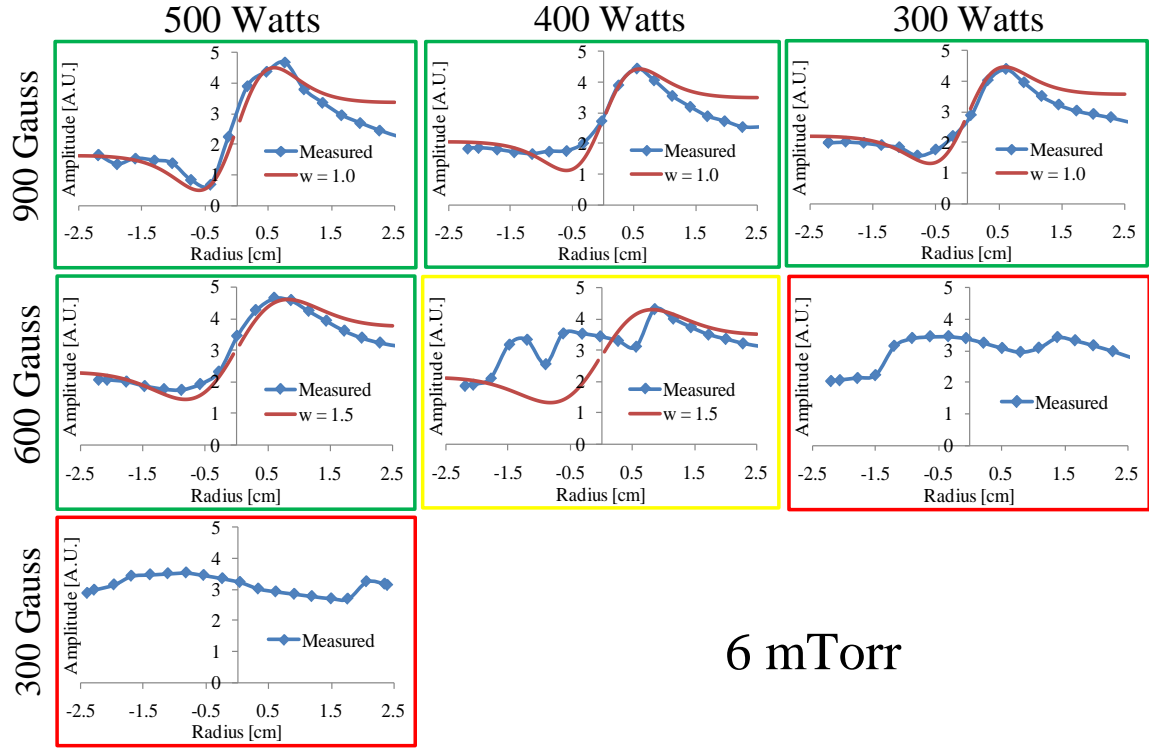 500 Watts
400 Watts
300 Watts
900 Gauss
Amplitude [A.U.]
5
4
3
2
1
0
Measured
w = 1.0
-2.5 -1.5 -0.5 0.5 1.5 2.5
Radius [cm]
Amplitude [A.U.]
5
4
3
2
1
0
Measured
w = 1.0
-2.5 -1.5 -0.5 0.5 1.5 2.5
Radius [cm]
Amplitude [A.U.]
5
4
3
2
1
0
Measured
w = 1.0
-2.5 -1.5 -0.5 0.5 1.5 2.5
Radius [cm]
600 Gauss
Amplitude [A.U.]
5
4
3
2
1
0
Measured
w = 1.5
-2.5 -1.5 -0.5 0.5 1.5 2.5
Radius [cm]
Amplitude [A.U.]
5
4
3
2
1
0
Measured
w = 1.5
-2.5 -1.5 -0.5 0.5 1.5 2.5
Radius [cm]
Amplitude [A.U.]
5
4
3
2
1
0
Measured
-2.5 -1.5 -0.5 0.5 1.5 2.5
Radius [cm]
300 Gauss
Amplitude [A.U.]
5
4
3
2
1
0
Measured
-2.5 -1.5 -0.5 0.5 1.5 2.5
Radius [cm]
6 mTorr